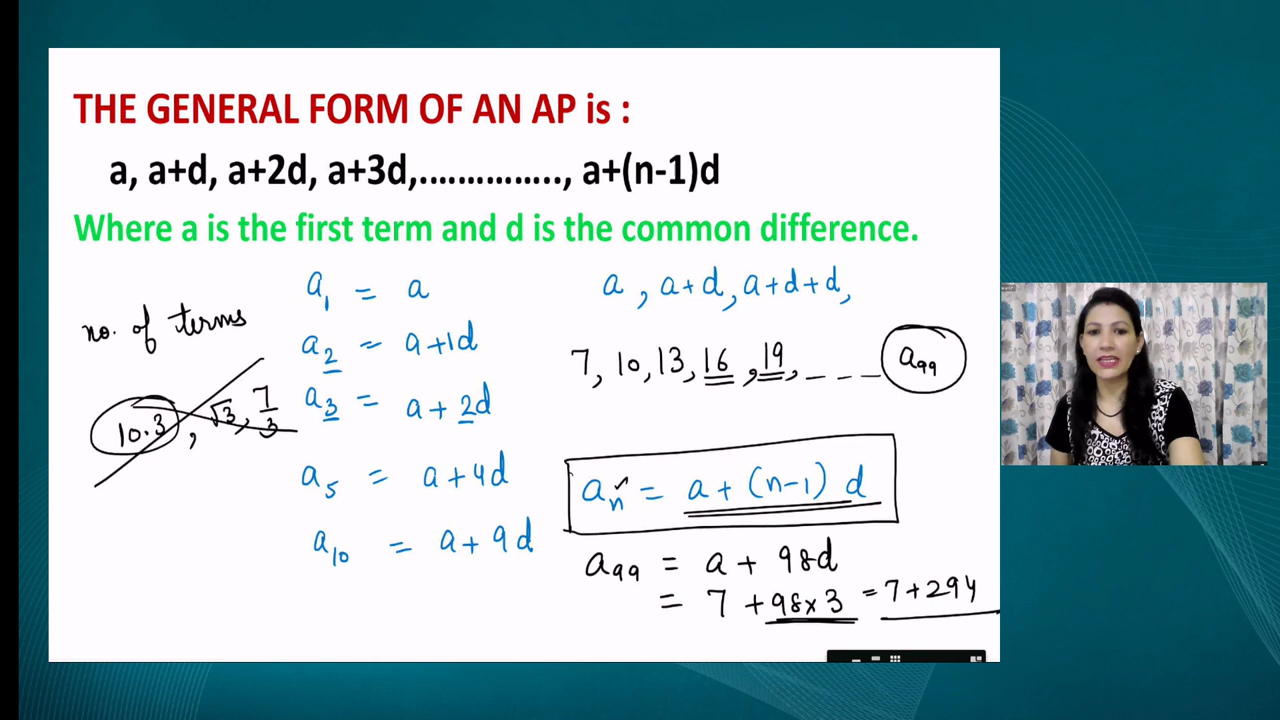 THE GENERAL FORM OF AN AP is :
a, a+d, a+2d, a+3d,…………….., a+(n-1)d
Where a is the first term and d is the common difference.
no. of terms
10.3 , √3, 7/3
a₁ = a
a₂ = a+1d
a₃ = a + 2d
a₅ = a+4d
a₁₀ = a+9d
a , a+d, a+d+d,
7, 10, 13, 16, 19, _ _ _ a₉₉
aₙ = a + (n-1) d
a₉₉ = a + 98d
= 7 + 98×3 = 7+294